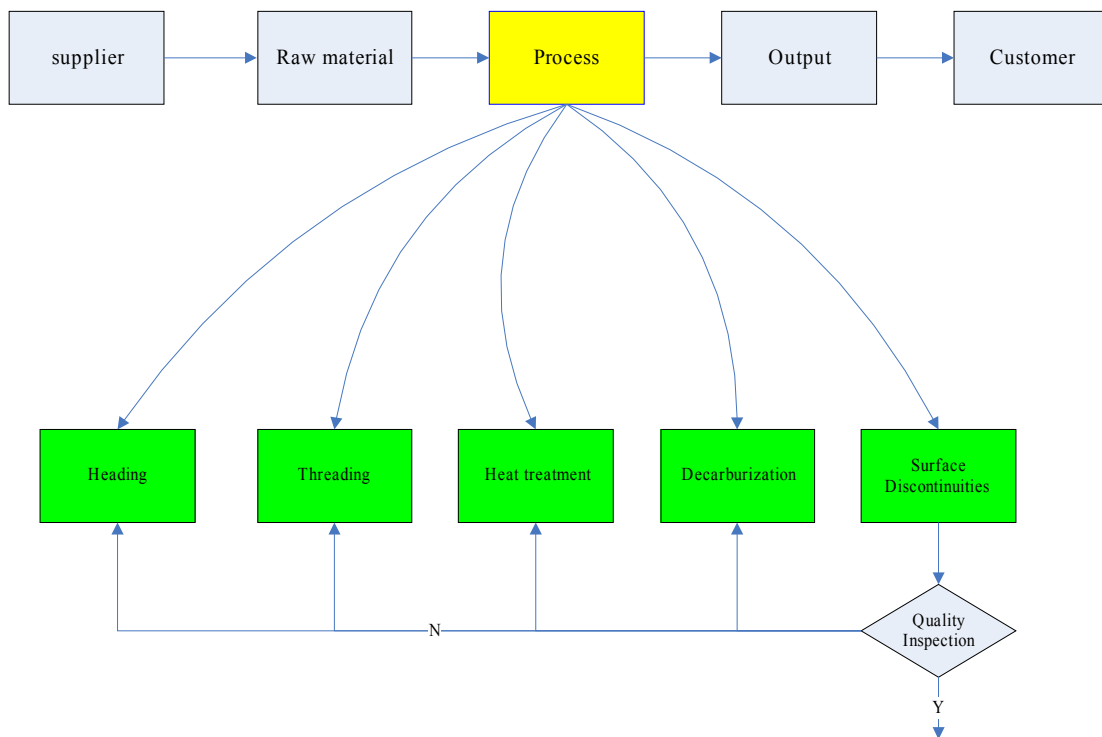 supplier
Raw material
Process
Output
Customer
Heading
Threading
Heat treatment
Decarburization
Surface
Discontinuities
Quality
Inspection
N
Y